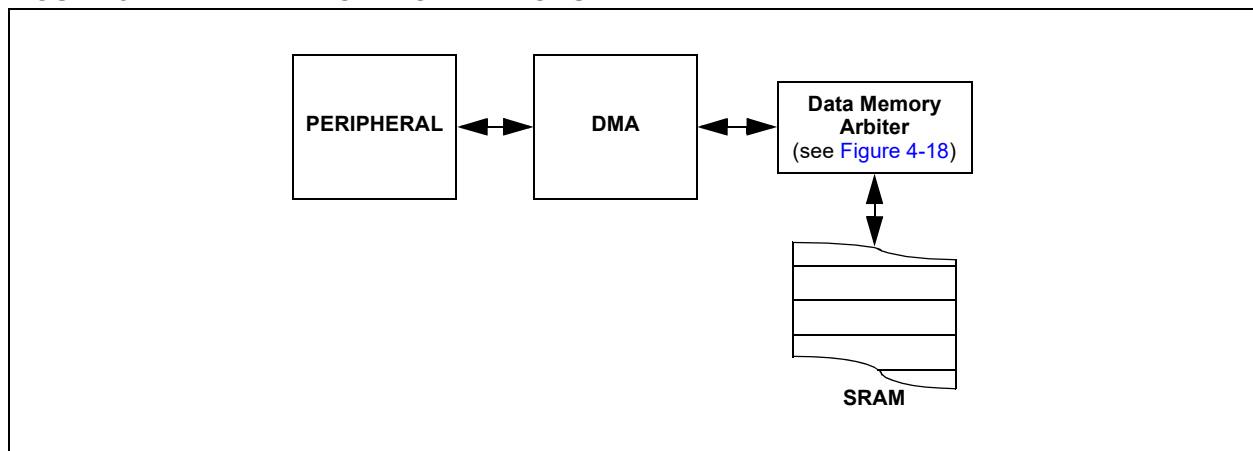 PERIPHERAL
DMA
Data Memory
Arbiter
(see Figure 4-18)
SRAM